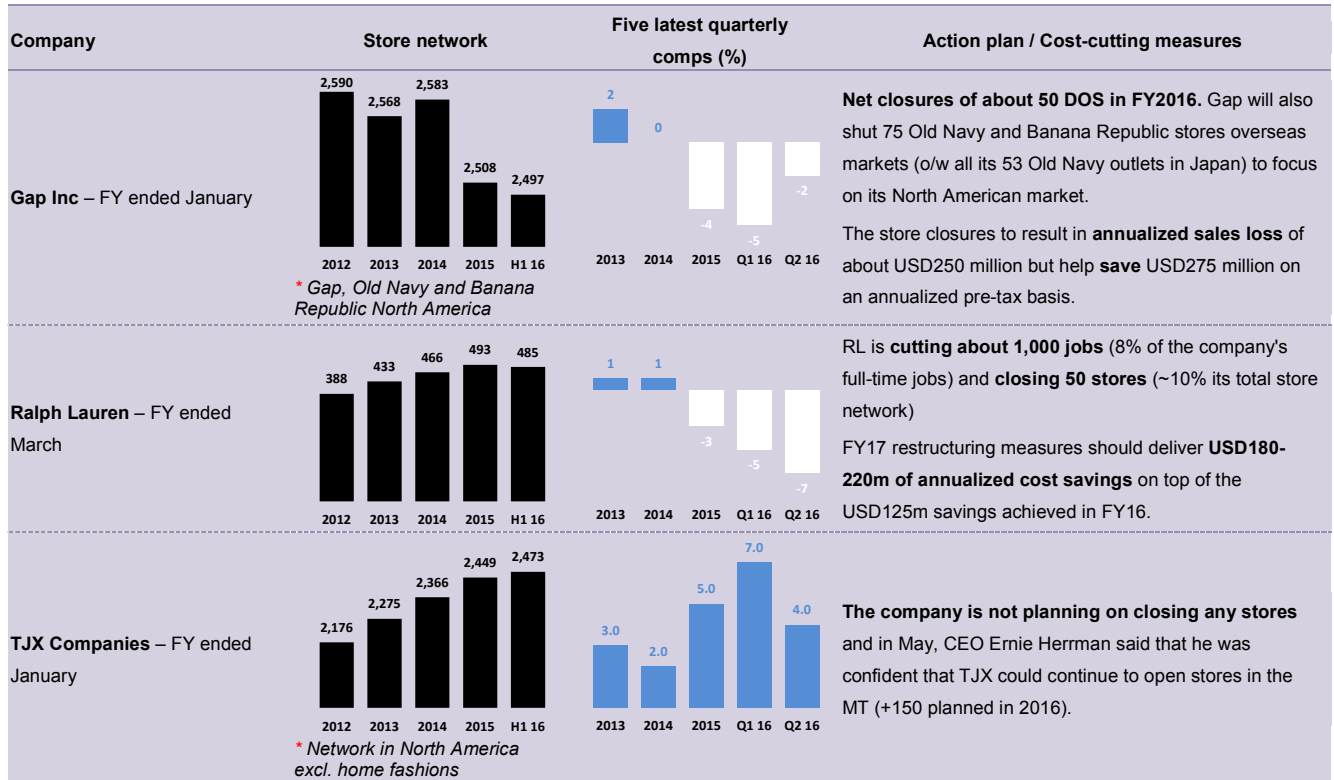 Company
Store network
Five latest quarterly
comps (%)
Action plan / Cost-cutting measures
Gap Inc – FY ended January
2,590
2,568
2,583
2,508
2,497
2012 2013 2014 2015 H1 16
* Gap, Old Navy and Banana
Republic North America
2
0
-4
-5
-2
2013 2014 2015 Q1 16 Q2 16
Net closures of about 50 DOS in FY2016. Gap will also
shut 75 Old Navy and Banana Republic stores overseas
markets (o/w all its 53 Old Navy outlets in Japan) to focus
on its North American market.
The store closures to result in annualized sales loss of
about USD250 million but help save USD275 million on
an annualized pre-tax basis.
Ralph Lauren – FY ended
March
388
433
466
493
485
2012 2013 2014 2015 H1 16
1
1
-3
-5
-7
2013 2014 2015 Q1 16 Q2 16
RL is cutting about 1,000 jobs (8% of the company's
full-time jobs) and closing 50 stores (~10% its total store
network)
FY17 restructuring measures should deliver USD180-
220m of annualized cost savings on top of the
USD125m savings achieved in FY16.
TJX Companies – FY ended
January
2,176
2,275
2,366
2,449
2,473
2012 2013 2014 2015 H1 16
* Network in North America
excl. home fashions
3.0
2.0
5.0
7.0
4.0
2013 2014 2015 Q1 16 Q2 16
The company is not planning on closing any stores
and in May, CEO Ernie Herrman said that he was
confident that TJX could continue to open stores in the
MT (+150 planned in 2016).